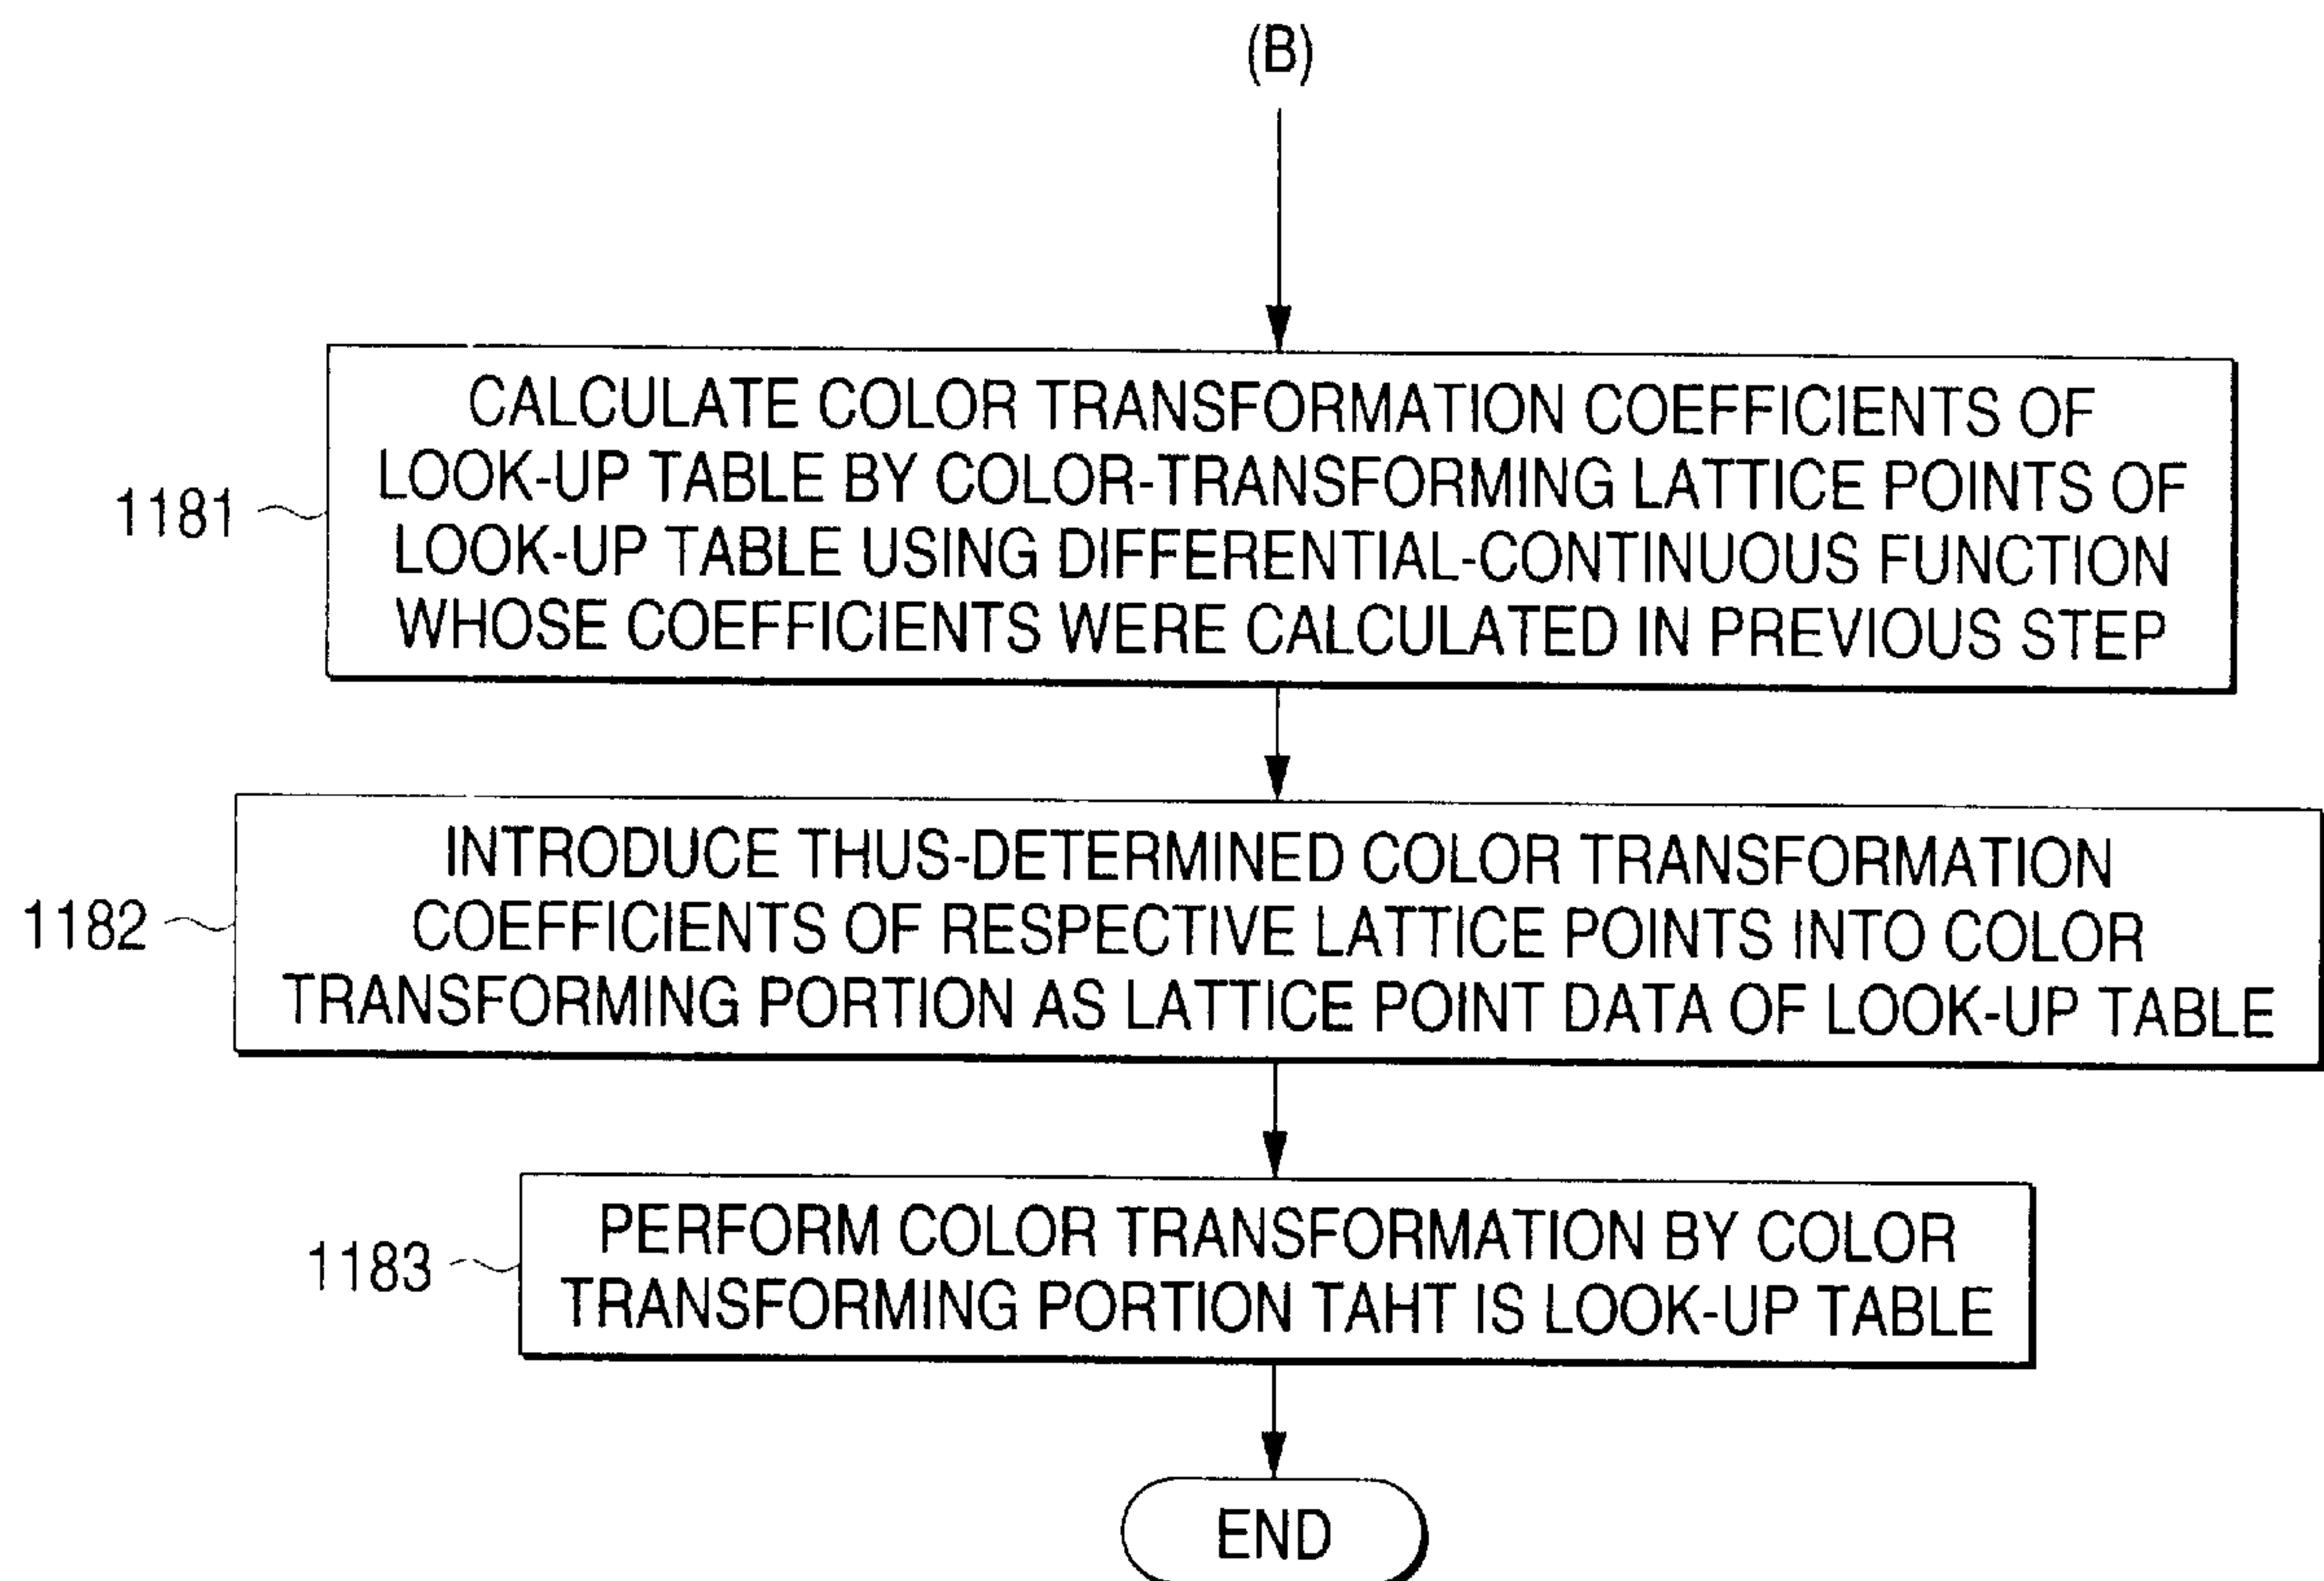 (B)
1181
CALCULATE COLOR TRANSFORMATION COEFFICIENTS OF
LOOK-UP TABLE BY COLOR-TRANSFORMING LATTICE POINTS OF
LOOK-UP TABLE USING DIFFERENTIAL-CONTINUOUS FUNCTION
WHOSE COEFFICIENTS WERE CALCULATED IN PREVIOUS STEP
1182
INTRODUCE THUS-DETERMINED COLOR TRANSFORMATION
COEFFICIENTS OF RESPECTIVE LATTICE POINTS INTO COLOR
TRANSFORMING PORTION AS LATTICE POINT DATA OF LOOK-UP TABLE
1183
PERFORM COLOR TRANSFORMATION BY COLOR
TRANSFORMING PORTION TAHT IS LOOK-UP TABLE
END